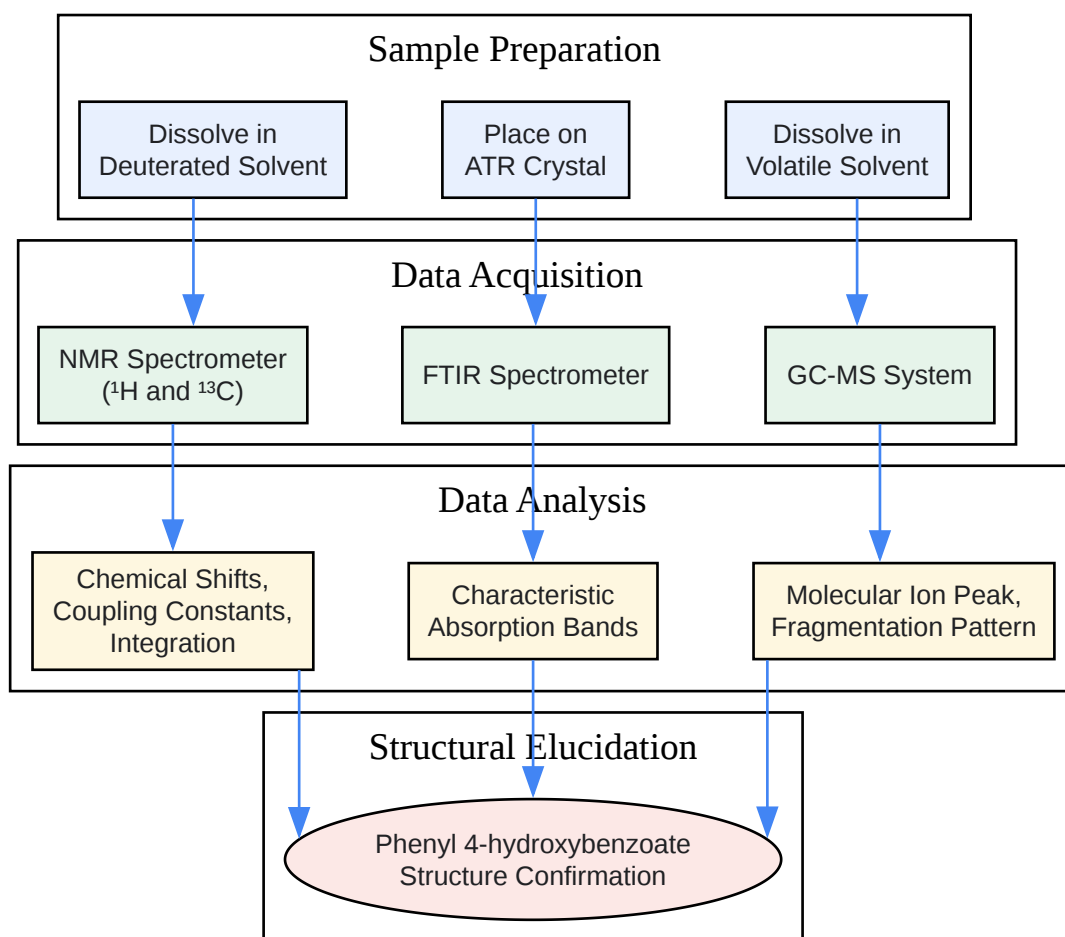 Sample Preparation
Dissolve in
Deuterated Solvent
Place on
ATR Crystal
Dissolve in
Volatile Solvent
Data Acquisition
NMR Spectrometer
(¹H and ¹³C)
FTIR Spectrometer
GC-MS System
Data Analysis
Chemical Shifts,
Coupling Constants,
Integration
Characteristic
Absorption Bands
Molecular Ion Peak,
Fragmentation Pattern
Structural Elucidation
Phenyl 4-hydroxybenzoate
Structure Confirmation